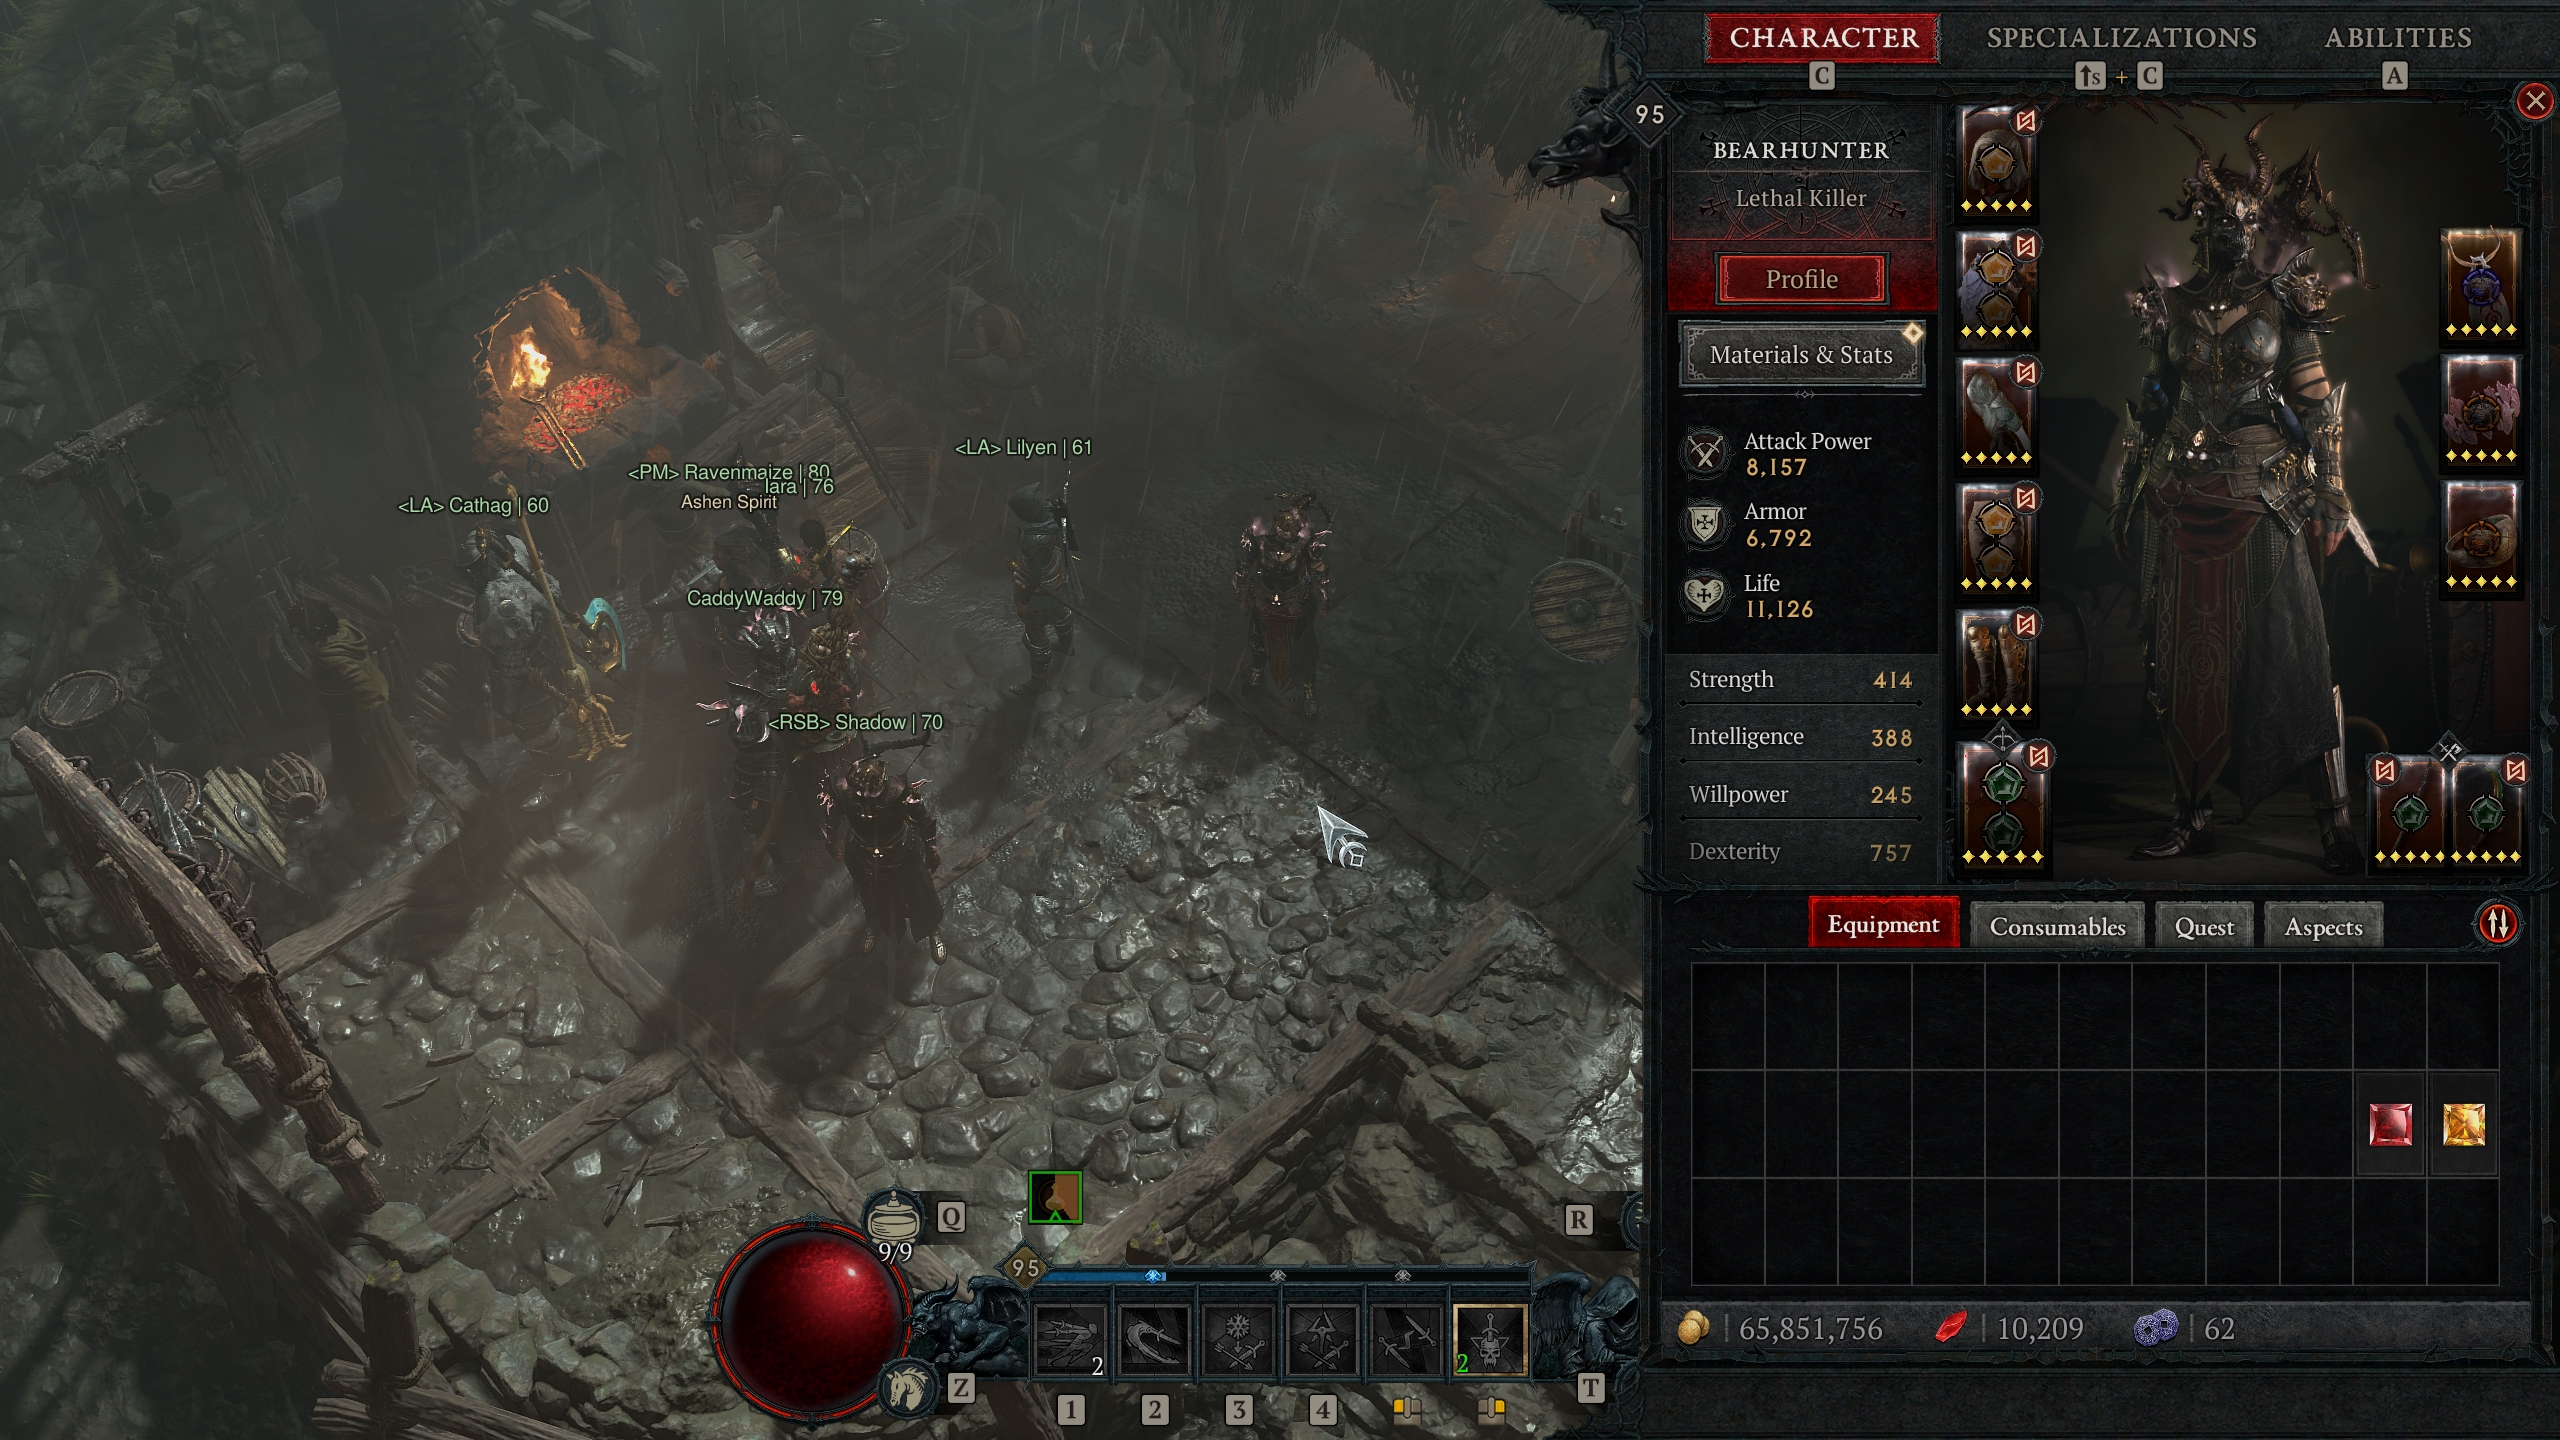 CHARACTER
SPECIALIZATIONS
ABILITIES
C
s + C
A
95
BEARHUNTER
Lethal Killer
Profile
Materials & Stats
Attack Power
8,157
Armor
6,792
Life
11,126
Strength 414
Intelligence 388
Willpower 245
Dexterity 757
<LA> Lilyen | 61
<PM> Ravenmaize | 80
lara | 76
Ashen Spirit
<LA> Cathag | 60
CaddyWaddy | 79
<RSB> Shadow | 70
Equipment
Consumables
Quest
Aspects
Q
R
9/9
95
2
2
Z
T
1
2
3
4
65,851,756
10,209
62